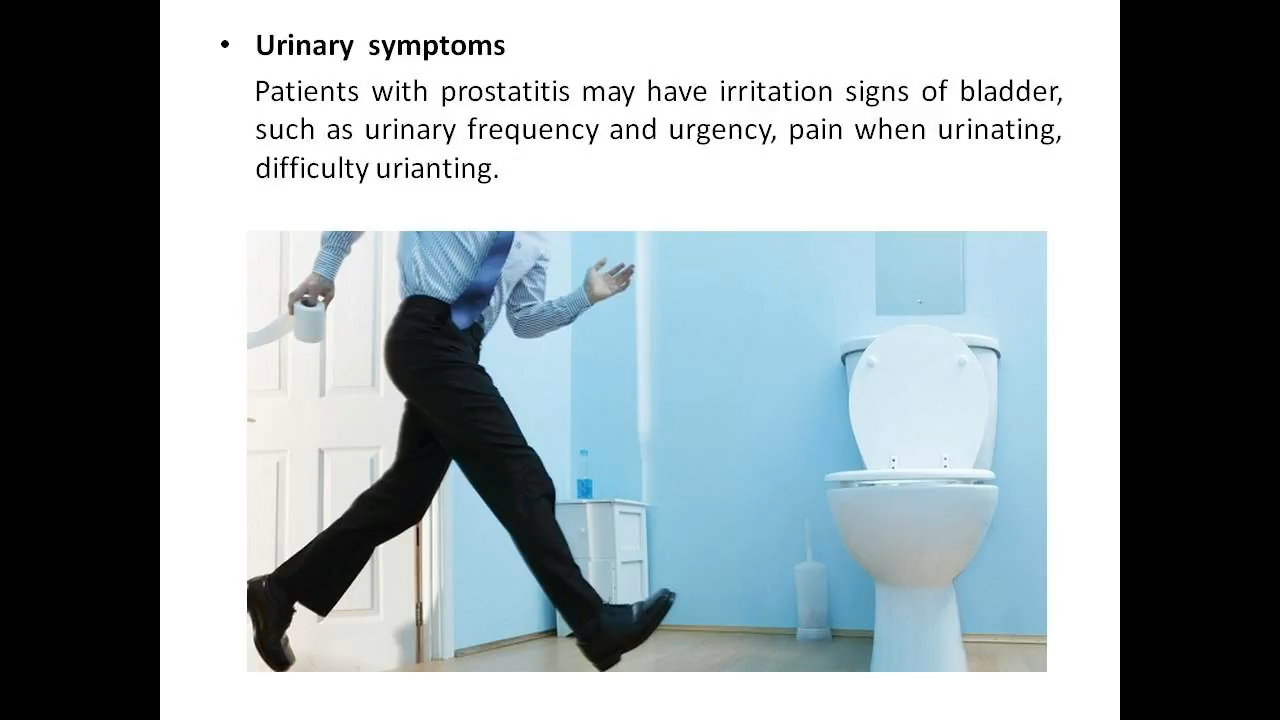 • Urinary symptoms
Patients with prostatitis may have irritation signs of bladder,
such as urinary frequency and urgency, pain when urinating,
difficulty urianting.